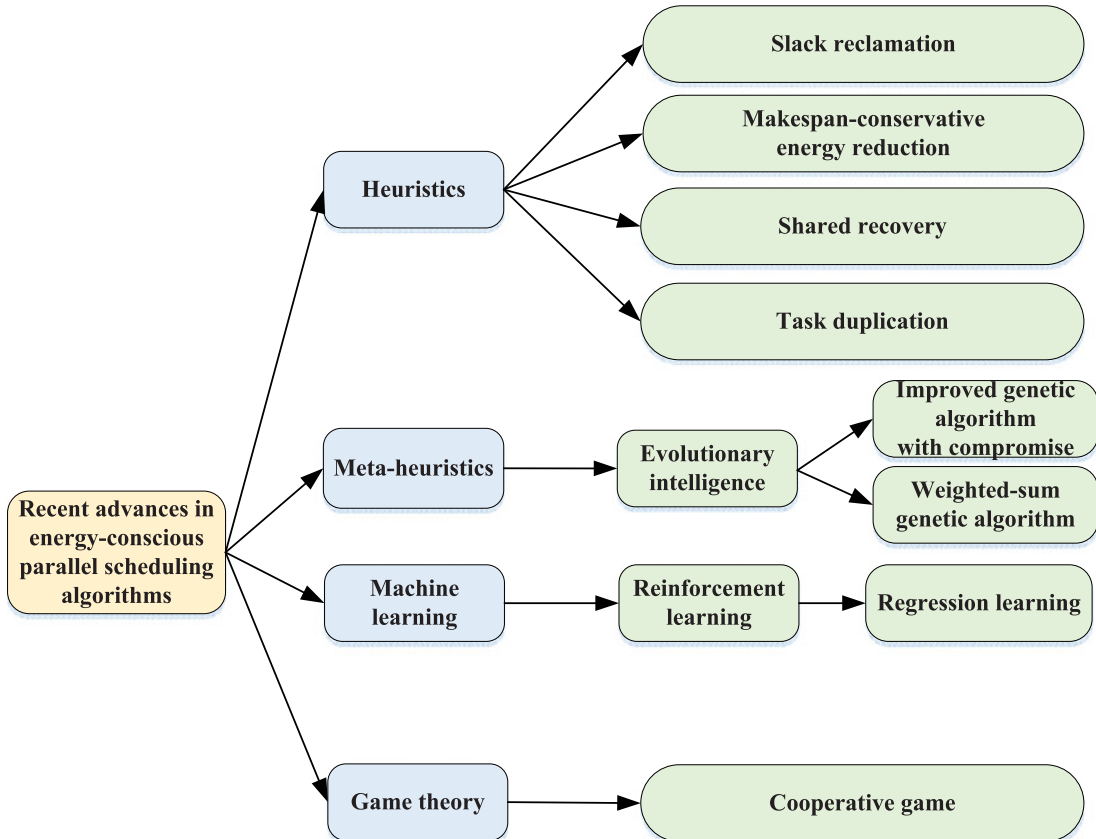 Recent advances in
energy-conscious
parallel scheduling
algorithms
Heuristics
Slack reclamation
Makespan-conservative
energy reduction
Shared recovery
Task duplication
Meta-heuristics
Evolutionary
intelligence
Improved genetic
algorithm
with compromise
Weighted-sum
genetic algorithm
Machine
learning
Reinforcement
learning
Regression learning
Game theory
Cooperative game